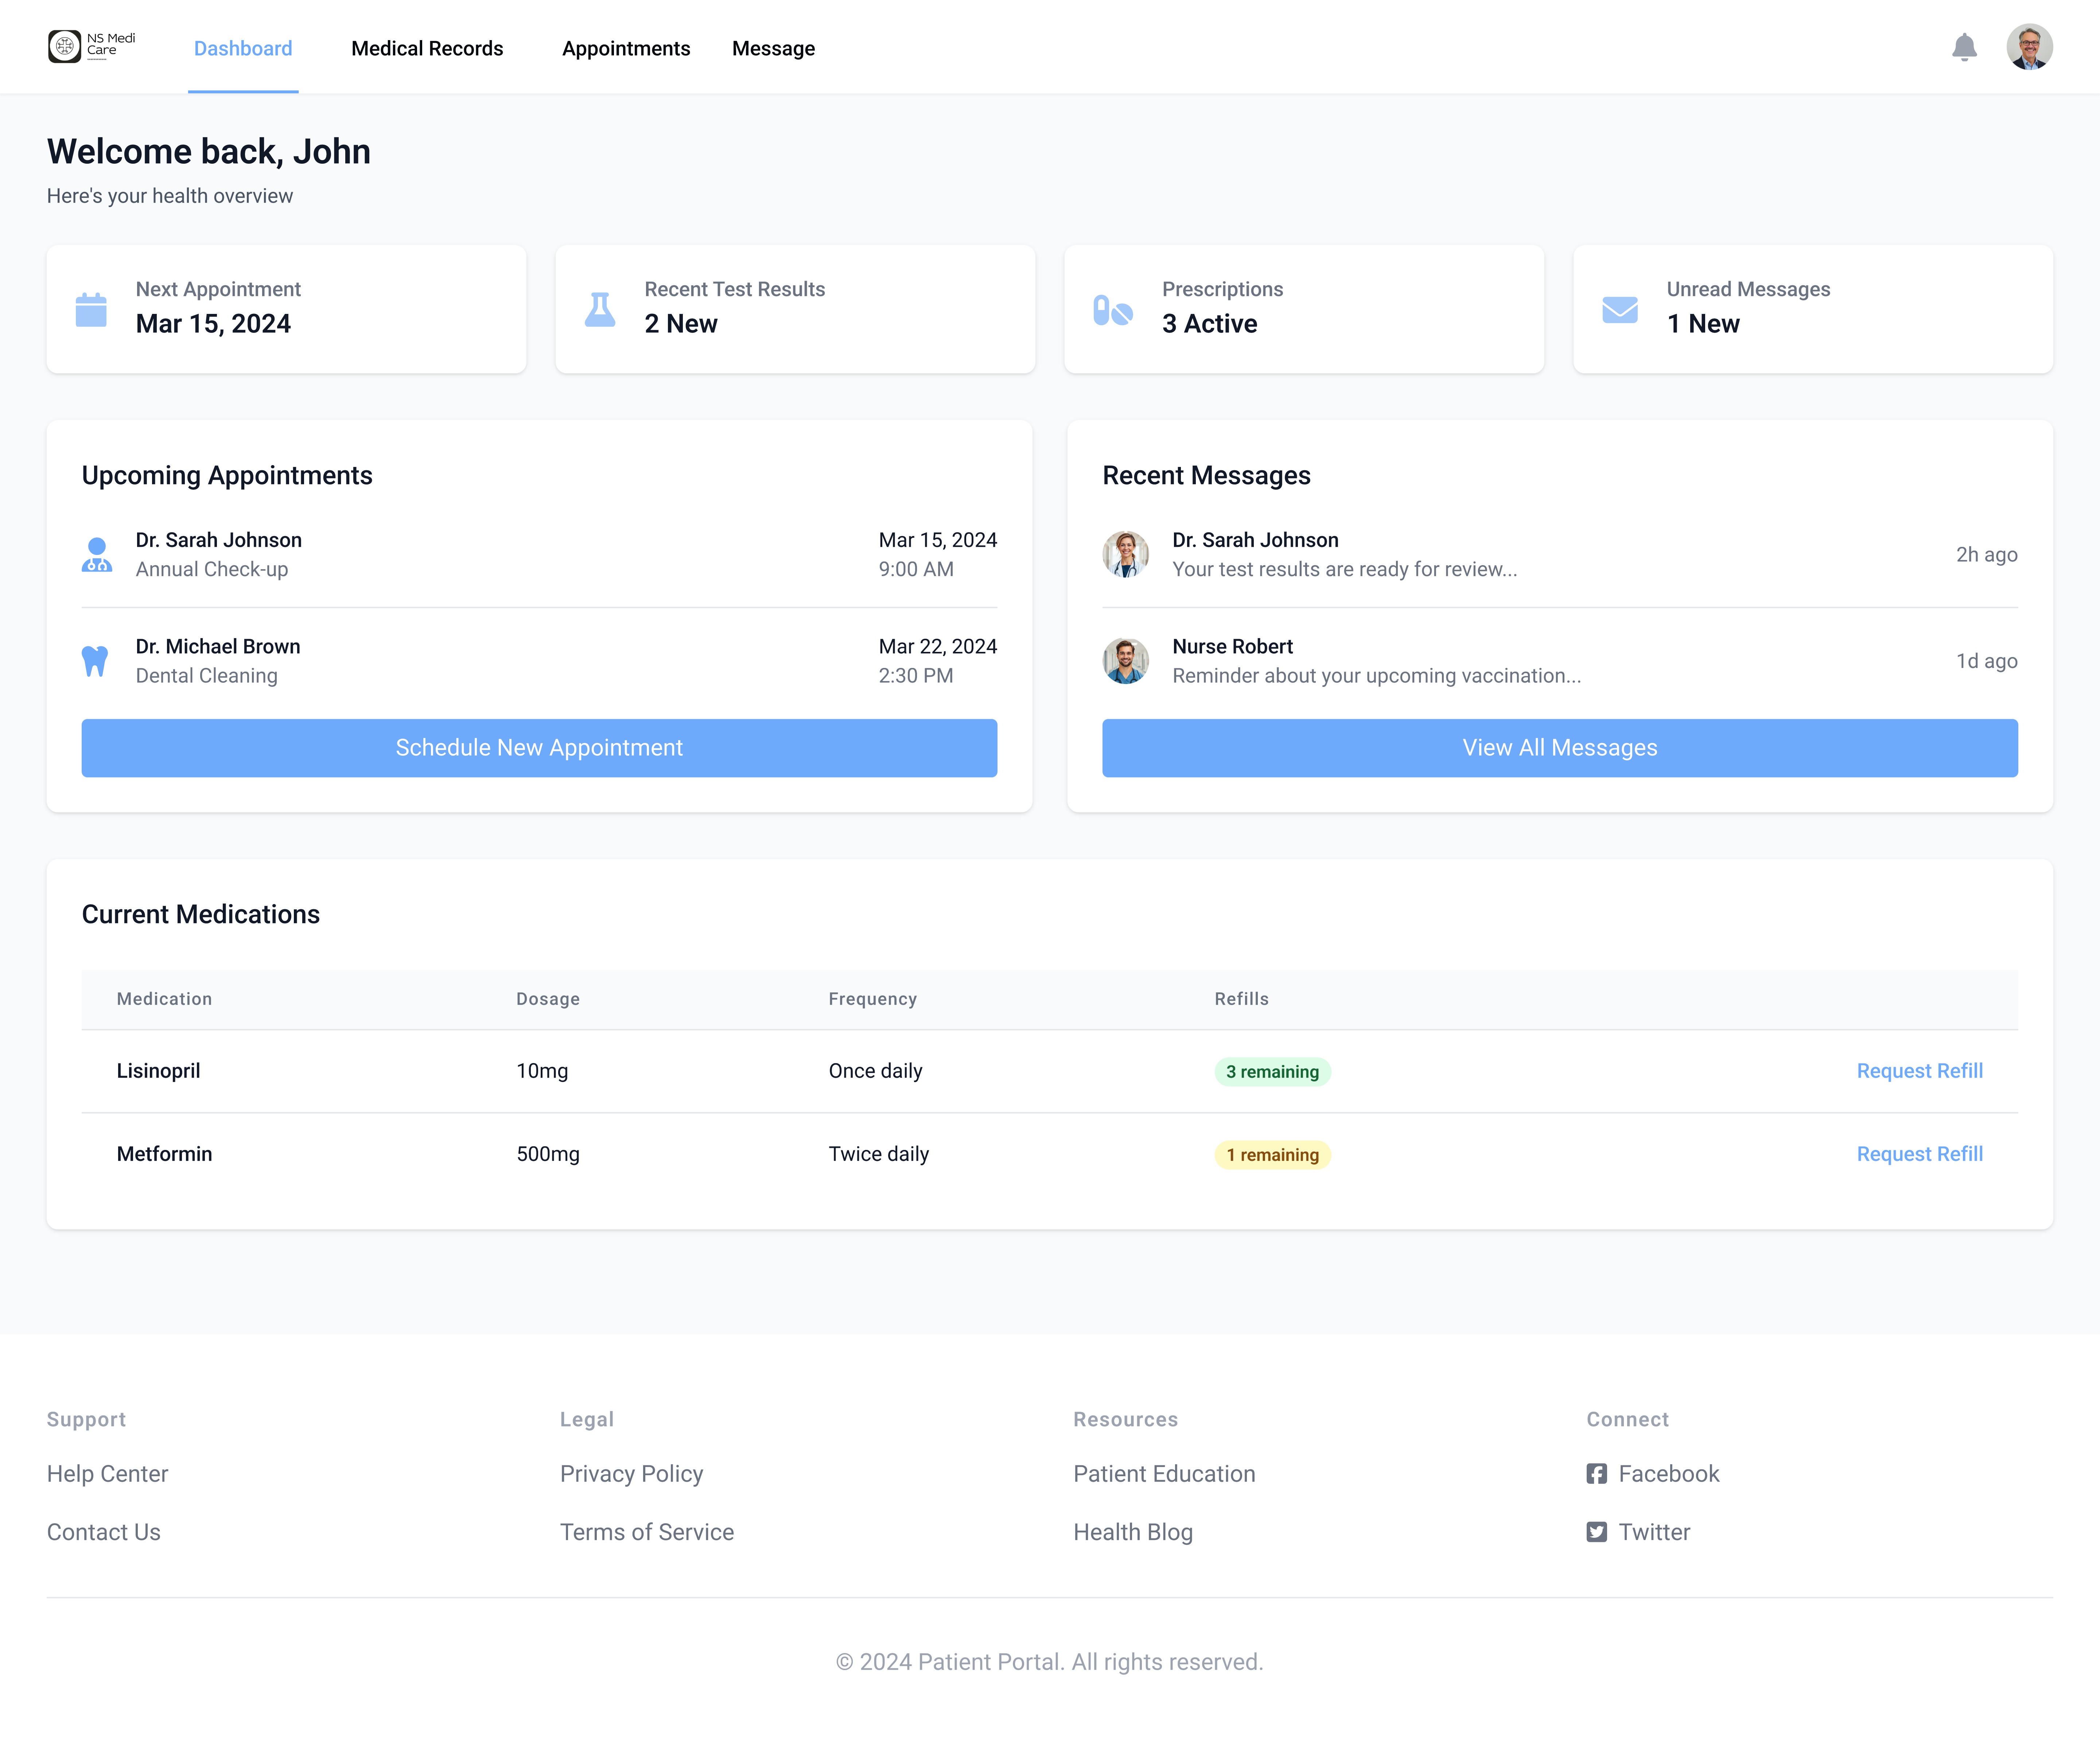 NS Medi
Care
Dashboard
Medical Records
Appointments
Message
Welcome back, John
Here's your health overview
Next Appointment
Mar 15, 2024
Recent Test Results
2 New
Prescriptions
3 Active
Unread Messages
1 New
Upcoming Appointments
Dr. Sarah Johnson
Annual Check-up
Mar 15, 2024
9:00 AM
Dr. Michael Brown
Dental Cleaning
Mar 22, 2024
2:30 PM
Schedule New Appointment
Recent Messages
Dr. Sarah Johnson
Your test results are ready for review...
2h ago
Nurse Robert
Reminder about your upcoming vaccination...
1d ago
View All Messages
Current Medications
Medication Dosage Frequency Refills
Lisinopril 10mg Once daily 3 remaining Request Refill
Metformin 500mg Twice daily 1 remaining Request Refill
Support
Help Center
Contact Us
Legal
Privacy Policy
Terms of Service
Resources
Patient Education
Health Blog
Connect
Facebook
Twitter
© 2024 Patient Portal. All rights reserved.